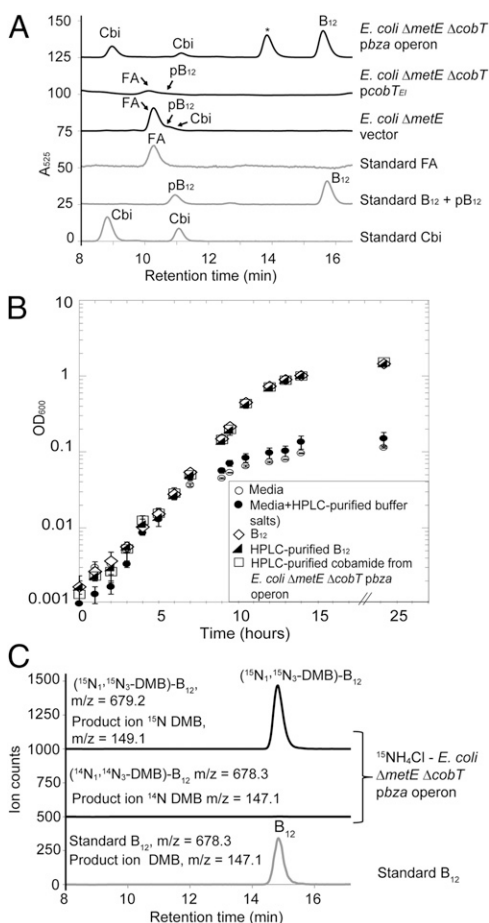 A
150
125
100
75
50
25
0
A₅₂₅
8 10 12 14 16
Retention time (min)
Cbi Cbi * B₁₂
E. coli ΔmetE ΔcobT
pbza operon
FA pB₁₂
E. coli ΔmetE ΔcobT
pcobT_EI
FA pB₁₂ Cbi
E. coli ΔmetE
vector
FA
Standard FA
pB₁₂ B₁₂
Standard B₁₂ + pB₁₂
Cbi Cbi
Standard Cbi
B
10
1
0.1
0.01
0.001
OD₆₀₀
0 5 10 15 20 25
Time (hours)
Media
Media+HPLC-purified buffer
salts)
B₁₂
HPLC-purified B₁₂
HPLC-purified cobamide from
E. coli ΔmetE ΔcobT pbza
operon
C
1500
1250
1000
750
500
250
0
Ion counts
8 10 12 14 16
Retention time (min)
(¹⁵N₁,¹⁵N₃-DMB)-B₁₂,
m/z = 679.2
Product ion ¹⁵N DMB,
m/z = 149.1
(¹⁵N₁,¹⁵N₃-DMB)-B₁₂
(¹⁴N₁,¹⁴N₃-DMB)-B₁₂ m/z = 678.3
Product ion ¹⁴N DMB m/z = 147.1
¹⁵NH₄Cl - E. coli
ΔmetE ΔcobT
pbza operon
Standard B₁₂, m/z = 678.3
Product ion DMB, m/z = 147.1
B₁₂
Standard B₁₂